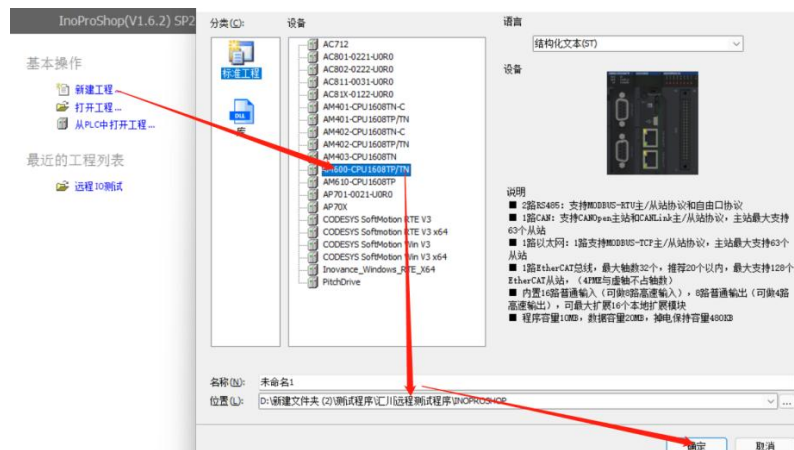 InoProShop(V1.6.2) SP2
基本操作
新建工程...
打开工程...
从PLC中打开工程...
最近的工程列表
远程IO测试
分类(C):
标准工程
库
设备
AC712
AC801-0221-U0R0
AC802-0222-U0R0
AC811-0031-U0R0
AC81X-0122-U0R0
AM401-CPU1608TN-C
AM401-CPU1608TP/TN
AM402-CPU1608TN-C
AM402-CPU1608TP/TN
AM403-CPU1608TN
AM600-CPU1608TP/TN
AM610-CPU1608TP
AP701-0021-U0R0
AP70X
CODESYS SoftMotion RTE V3
CODESYS SoftMotion RTE V3 x64
CODESYS SoftMotion Win V3
CODESYS SoftMotion Win V3 x64
Inovance_Windows_RTE_X64
PitchDrive
语言
结构化文本(ST)
设备
说明
■ 2路RS485：支持MODBUS-RTU主/从站协议和自由口协议
■ 1路CAN：支持CANOpen主站和CANLink主/从站协议，主站最大支持
63个从站
■ 1路以太网：1路支持MODBUS-TCP主/从站协议，主站最大支持63个
从站
■ 1路EtherCAT总线，最大轴数32个，推荐20个以内，最大支持128个
EtherCAT从站，（4PME与虚轴不占轴数）
■ 内置16路普通输入（可做8路高速输入），8路普通输出（可做4路
高速输出），可最大扩展16个本地扩展模块
■ 程序容量10MB，数据容量20MB，掉电保持容量480KB
名称(N):
未命名1
位置(L):
D:\新建文件夹 (2)\测试程序\汇川远程测试程序\INOPROSHOP
...
确定
取消